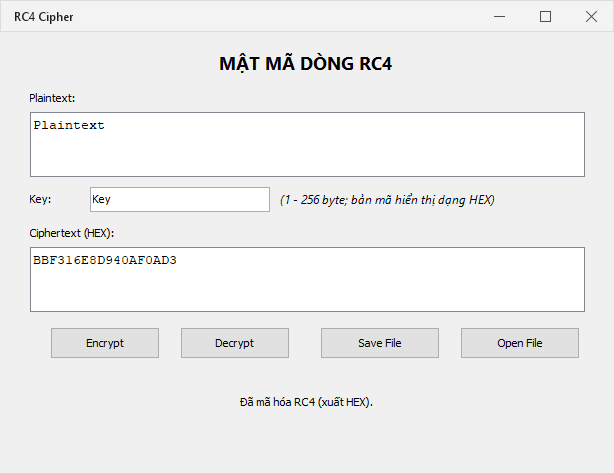 RC4 Cipher
MẬT MÃ DÒNG RC4
Plaintext:
Plaintext
Key: Key (1 - 256 byte; bản mã hiển thị dạng HEX)
Ciphertext (HEX):
BBF316E8D940AF0AD3
Encrypt Decrypt Save File Open File
Đã mã hóa RC4 (xuất HEX).